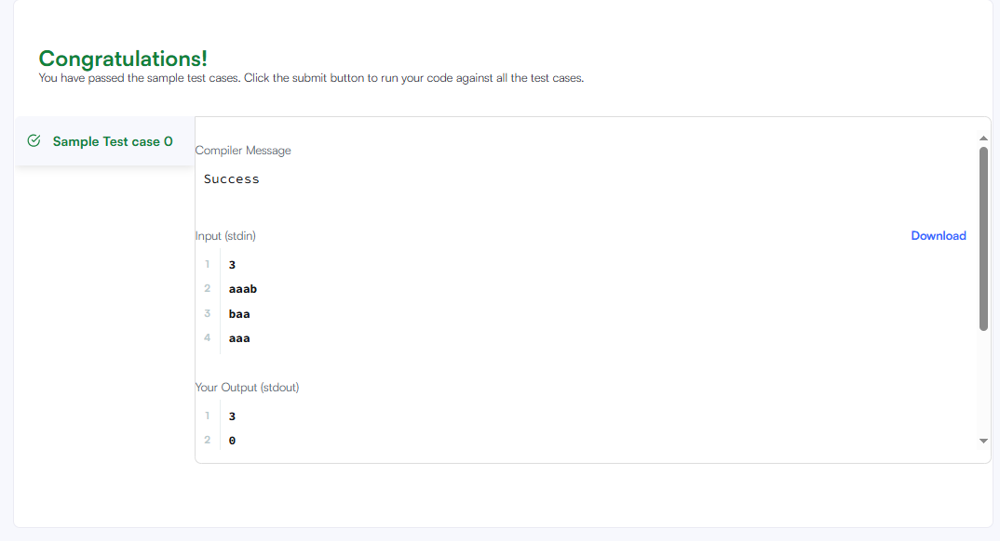 Congratulations!
You have passed the sample test cases. Click the submit button to run your code against all the test cases.
Sample Test case 0
Compiler Message
Success
Input (stdin)
Download
1 3
2 aaab
3 baa
4 aaa
Your Output (stdout)
1 3
2 0